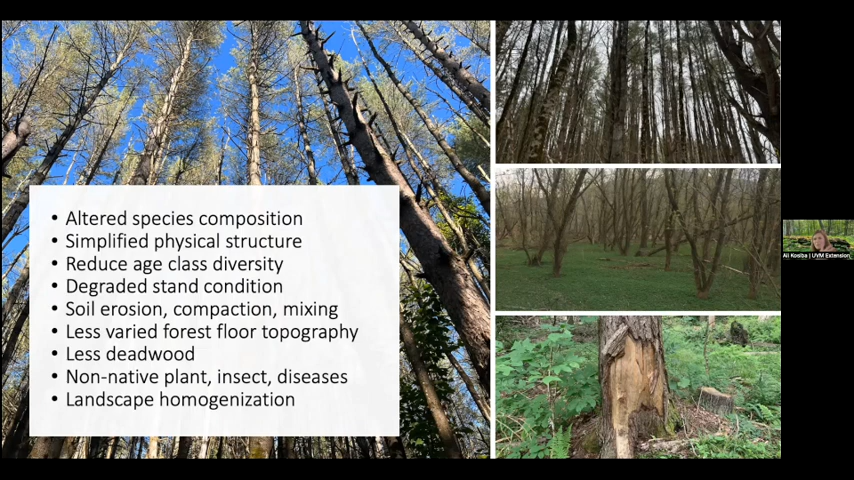 • Altered species composition
• Simplified physical structure
• Reduce age class diversity
• Degraded stand condition
• Soil erosion, compaction, mixing
• Less varied forest floor topography
• Less deadwood
• Non-native plant, insect, diseases
• Landscape homogenization
Ali Kosiba | UVM Extension